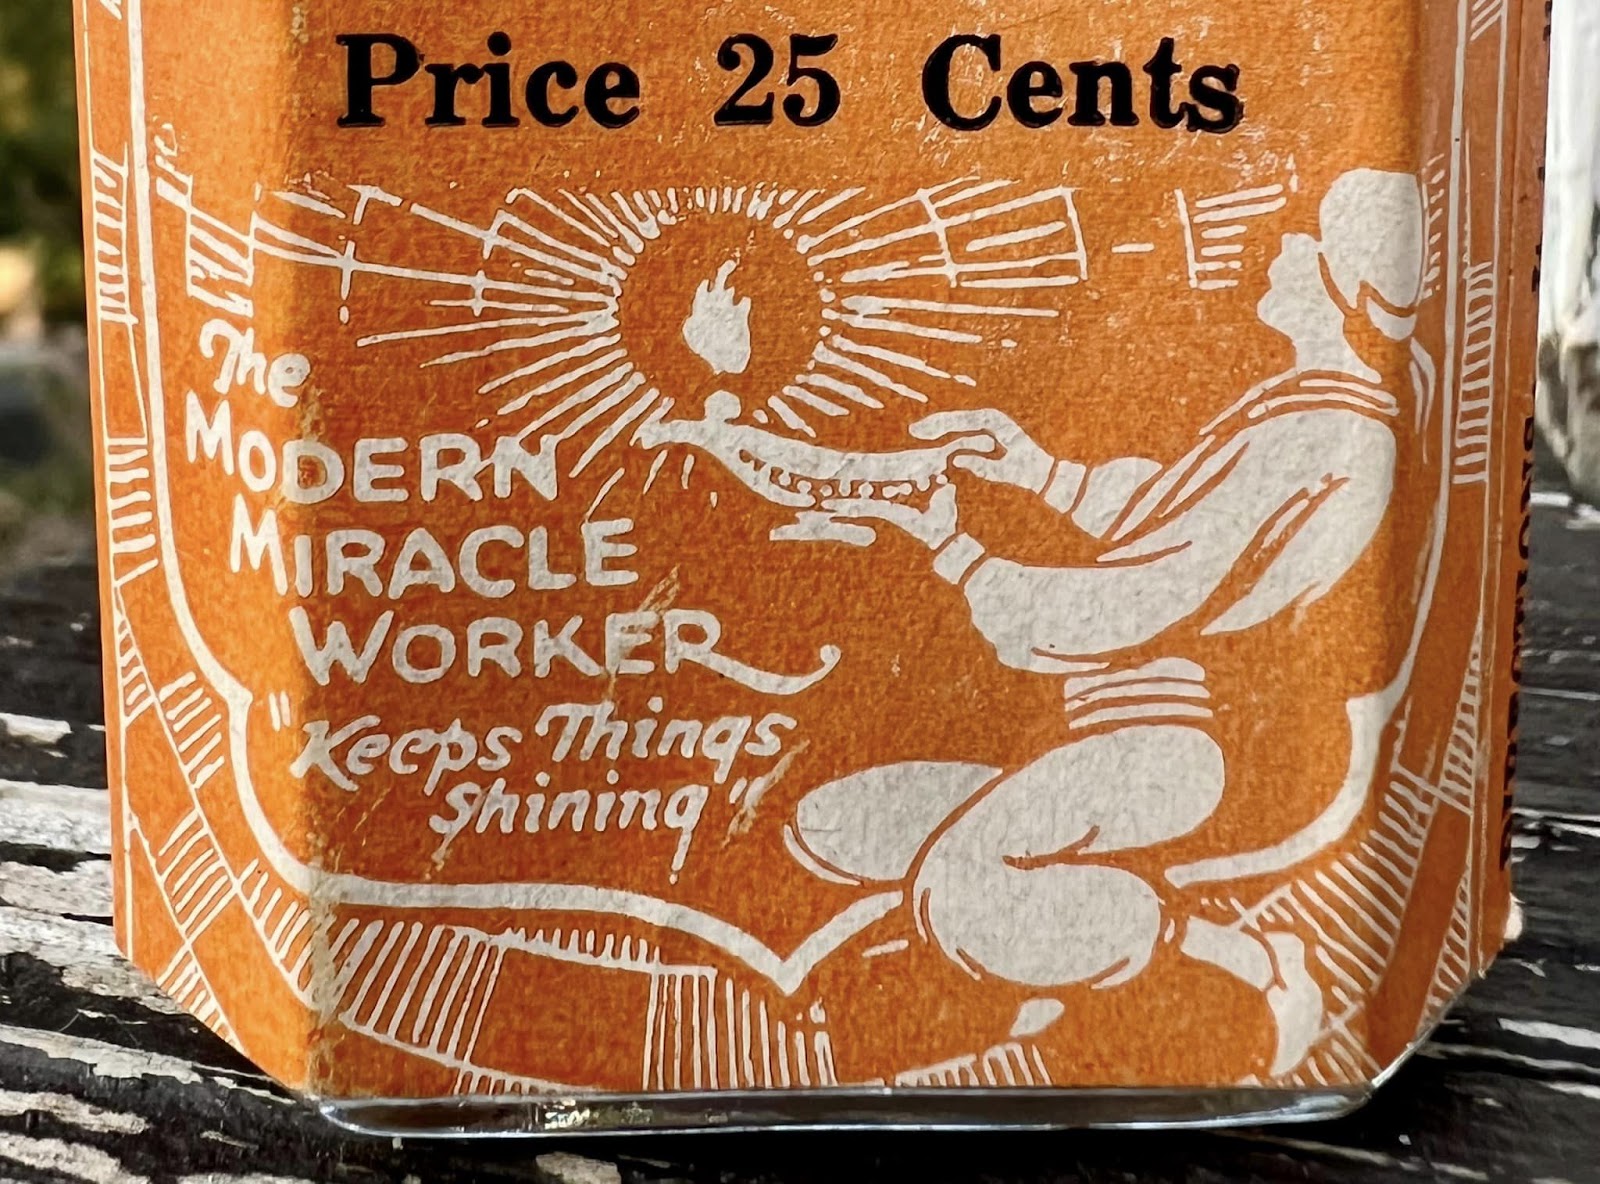 Price 25 Cents
The
MODERN
MIRACLE
WORKER
"Keeps Things
Shining"